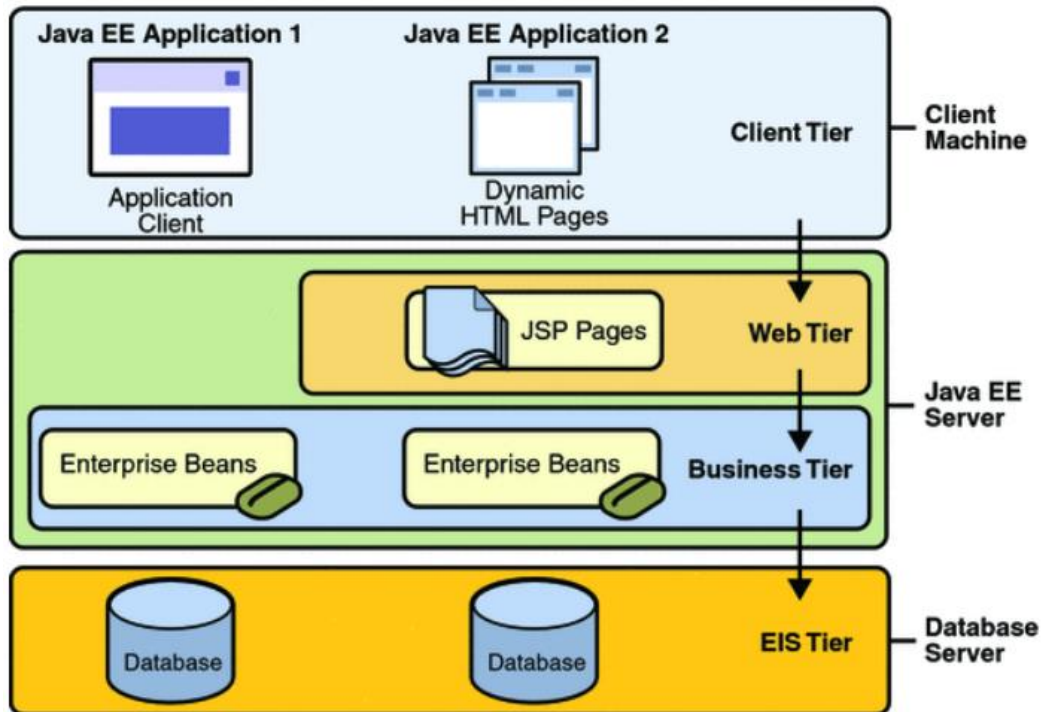 Java EE Application 1
Java EE Application 2
Application
Client
Dynamic
HTML Pages
Client Tier
Client
Machine
JSP Pages
Web Tier
Java EE
Server
Enterprise Beans
Enterprise Beans
Business Tier
Database
Database
EIS Tier
Database
Server